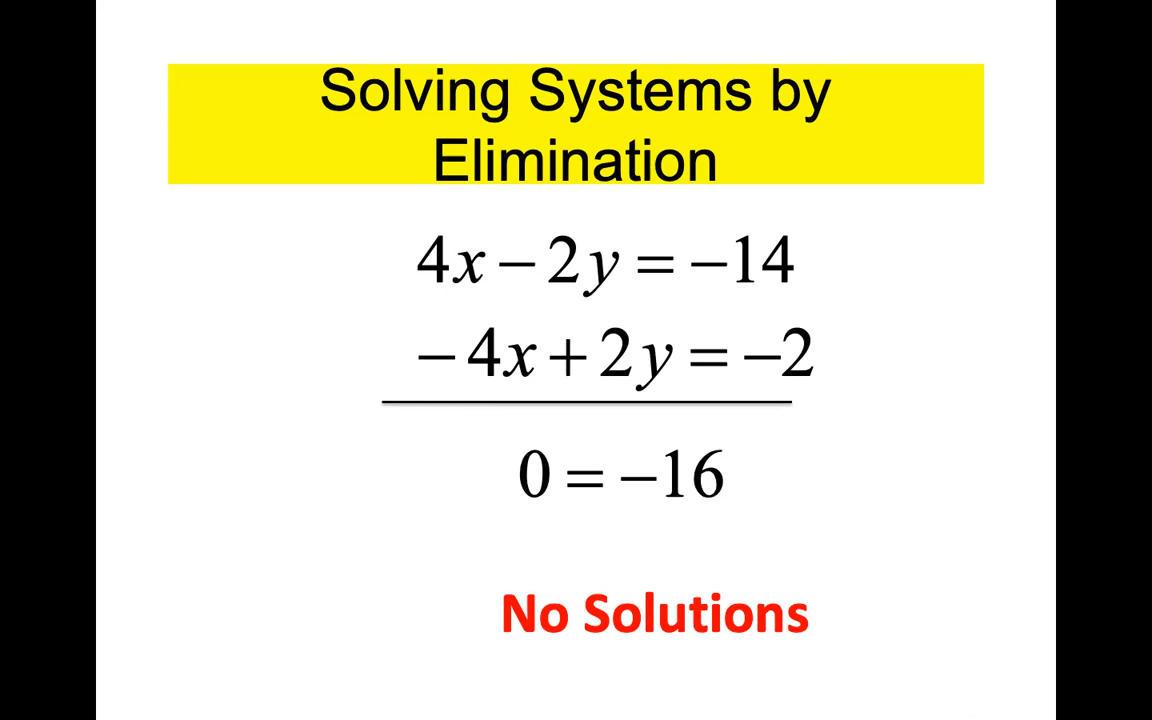 Solving Systems by
Elimination
4x − 2y = −14
− 4x + 2y = −2
0 = −16
No Solutions